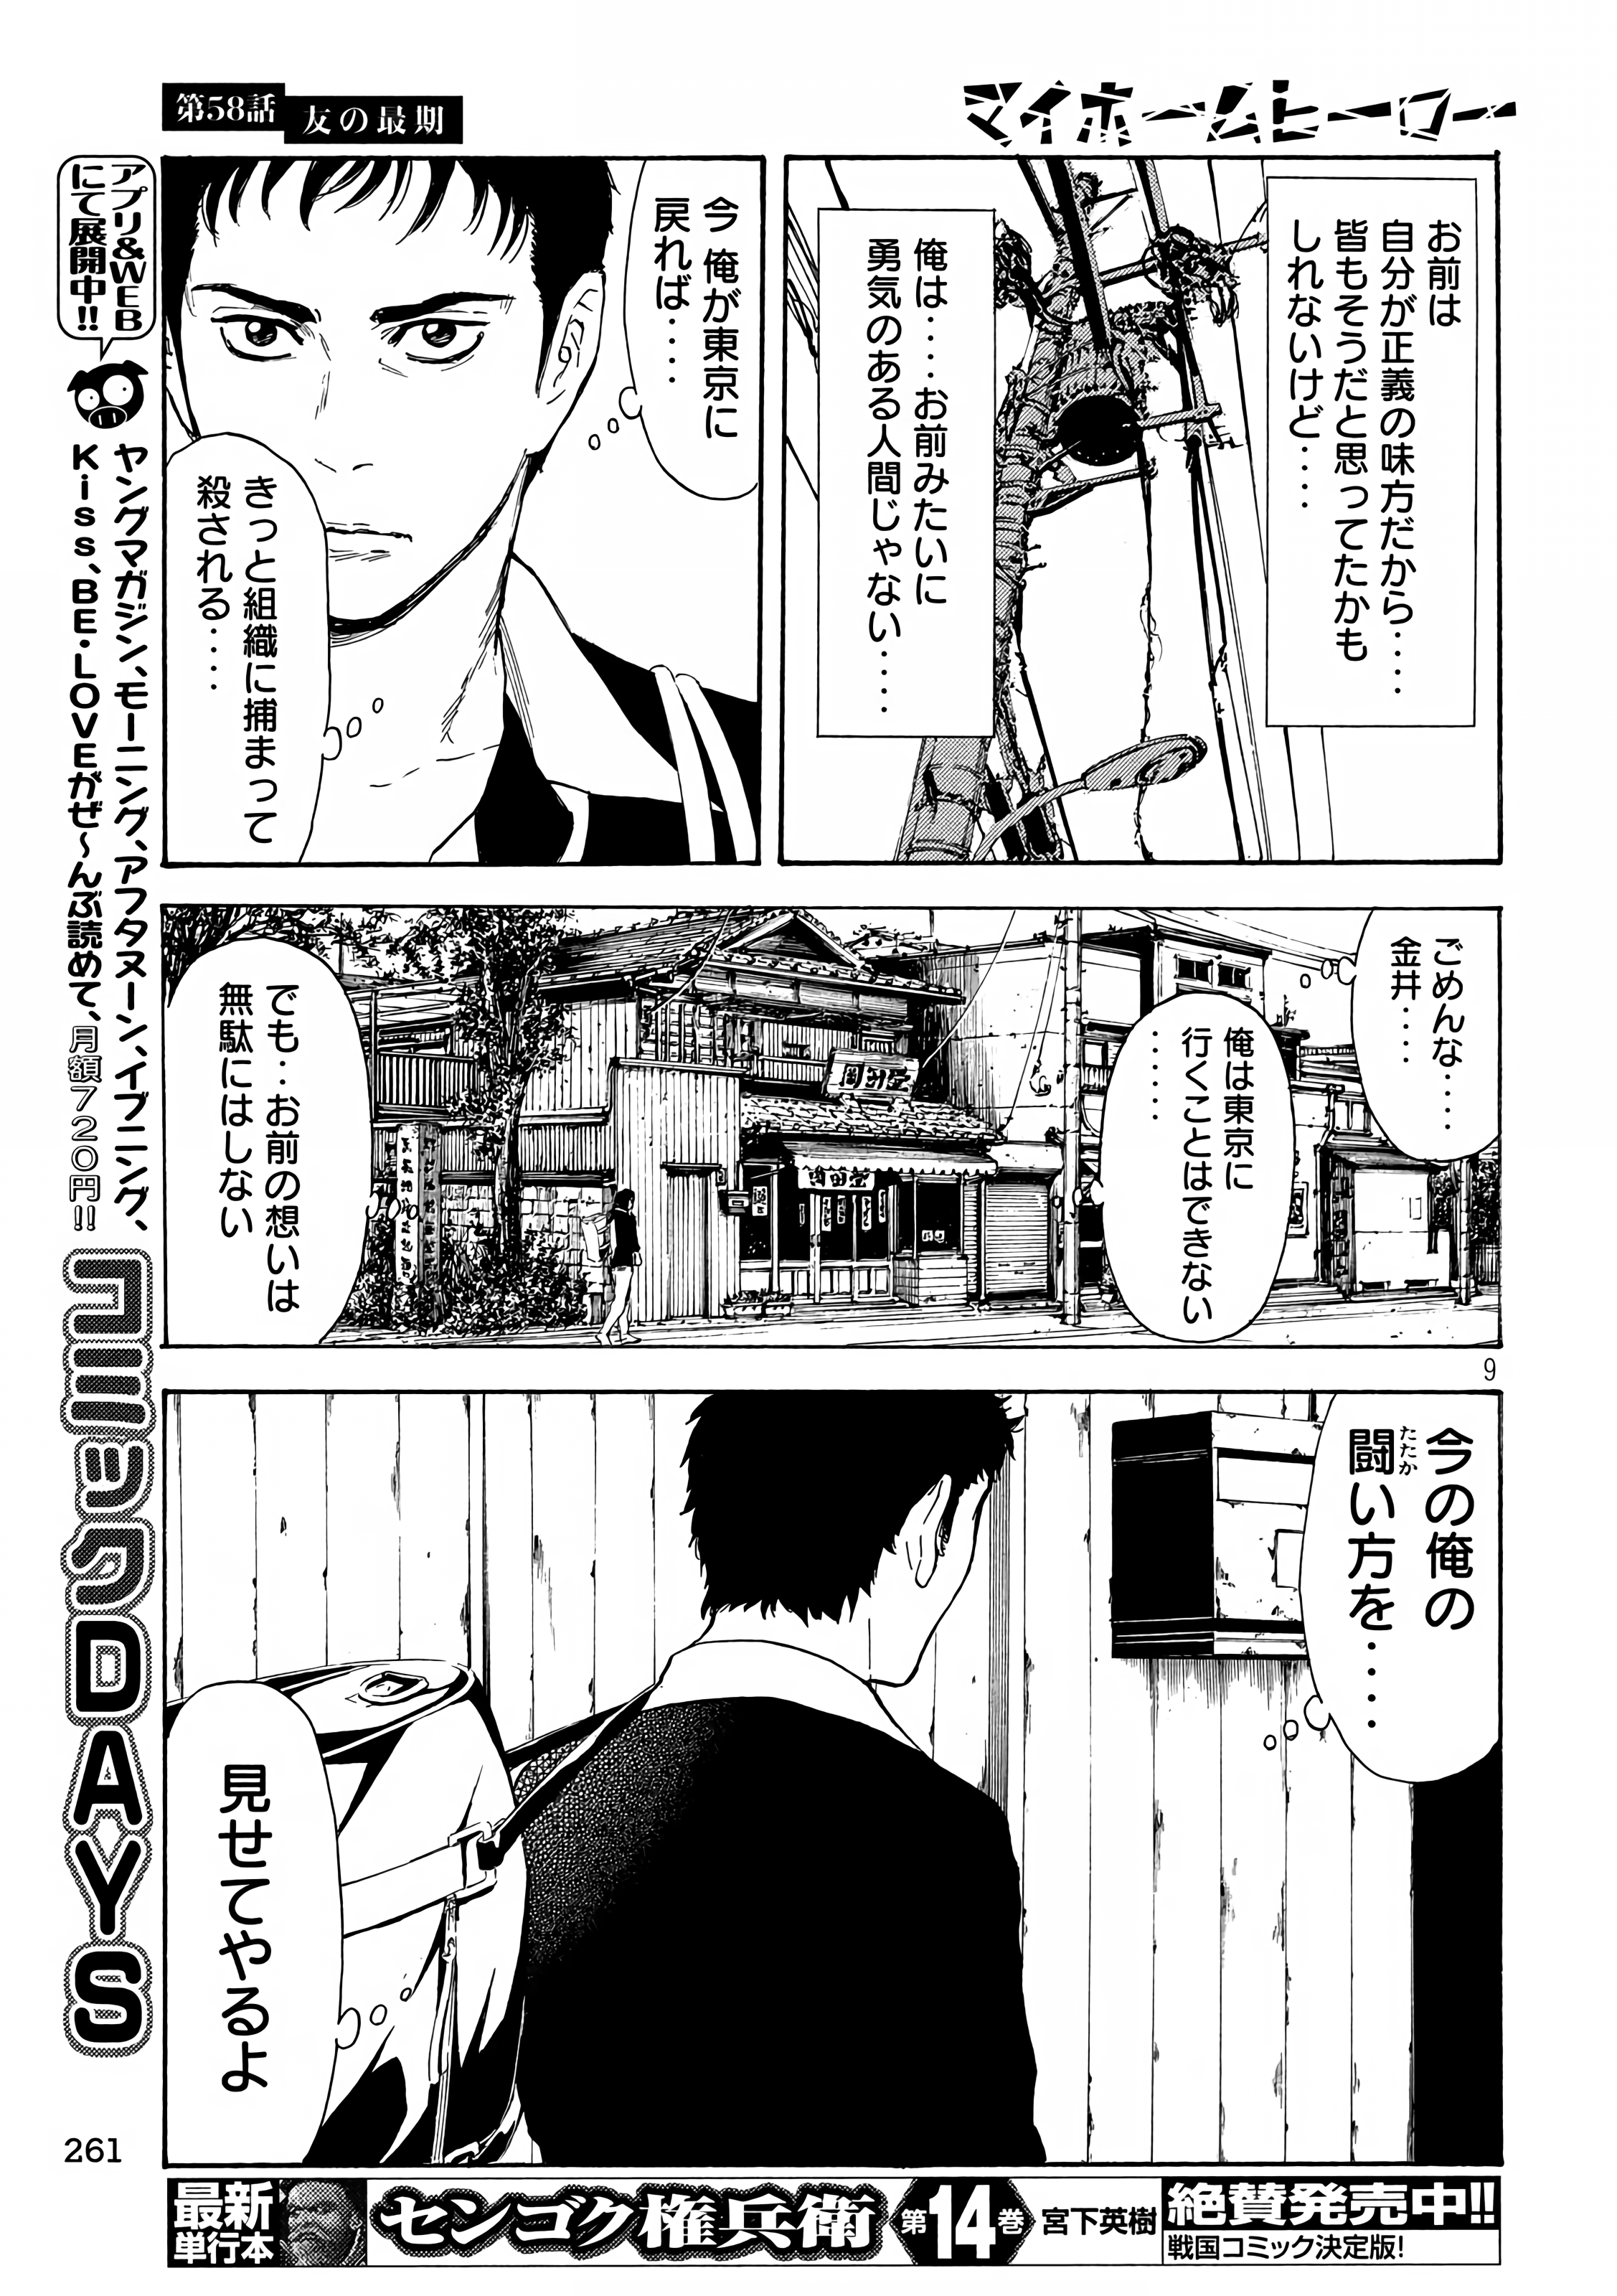 第58話
友の最期
マイホームヒーロー
お前は
自分が正義の味方だから‥‥
皆もそうだと思ってたかも
しれないけど‥‥
俺は‥‥お前みたいに
勇気のある人間じゃない‥‥
今 俺が東京に
戻れば‥‥
きっと組織に捕まって
殺される‥‥
ごめんな‥‥
金井‥‥
俺は東京に
行くことはできない
‥‥‥
岡田堂
岡田堂
でも‥お前の想いは
無駄にはしない
9
今の俺の
闘い方を‥‥
たたか
見せてやるよ
アプリ&WEB
にて展開中!!
ヤングマガジン、モーニング、アフタヌーン、イブニング、
Kiss、BE・LOVEがぜ〜んぶ読めて、月額720円!!
コミックDAYS
261
最新
単行本
センゴク権兵衛
第14巻
宮下英樹
絶賛発売中!!
戦国コミック決定版!